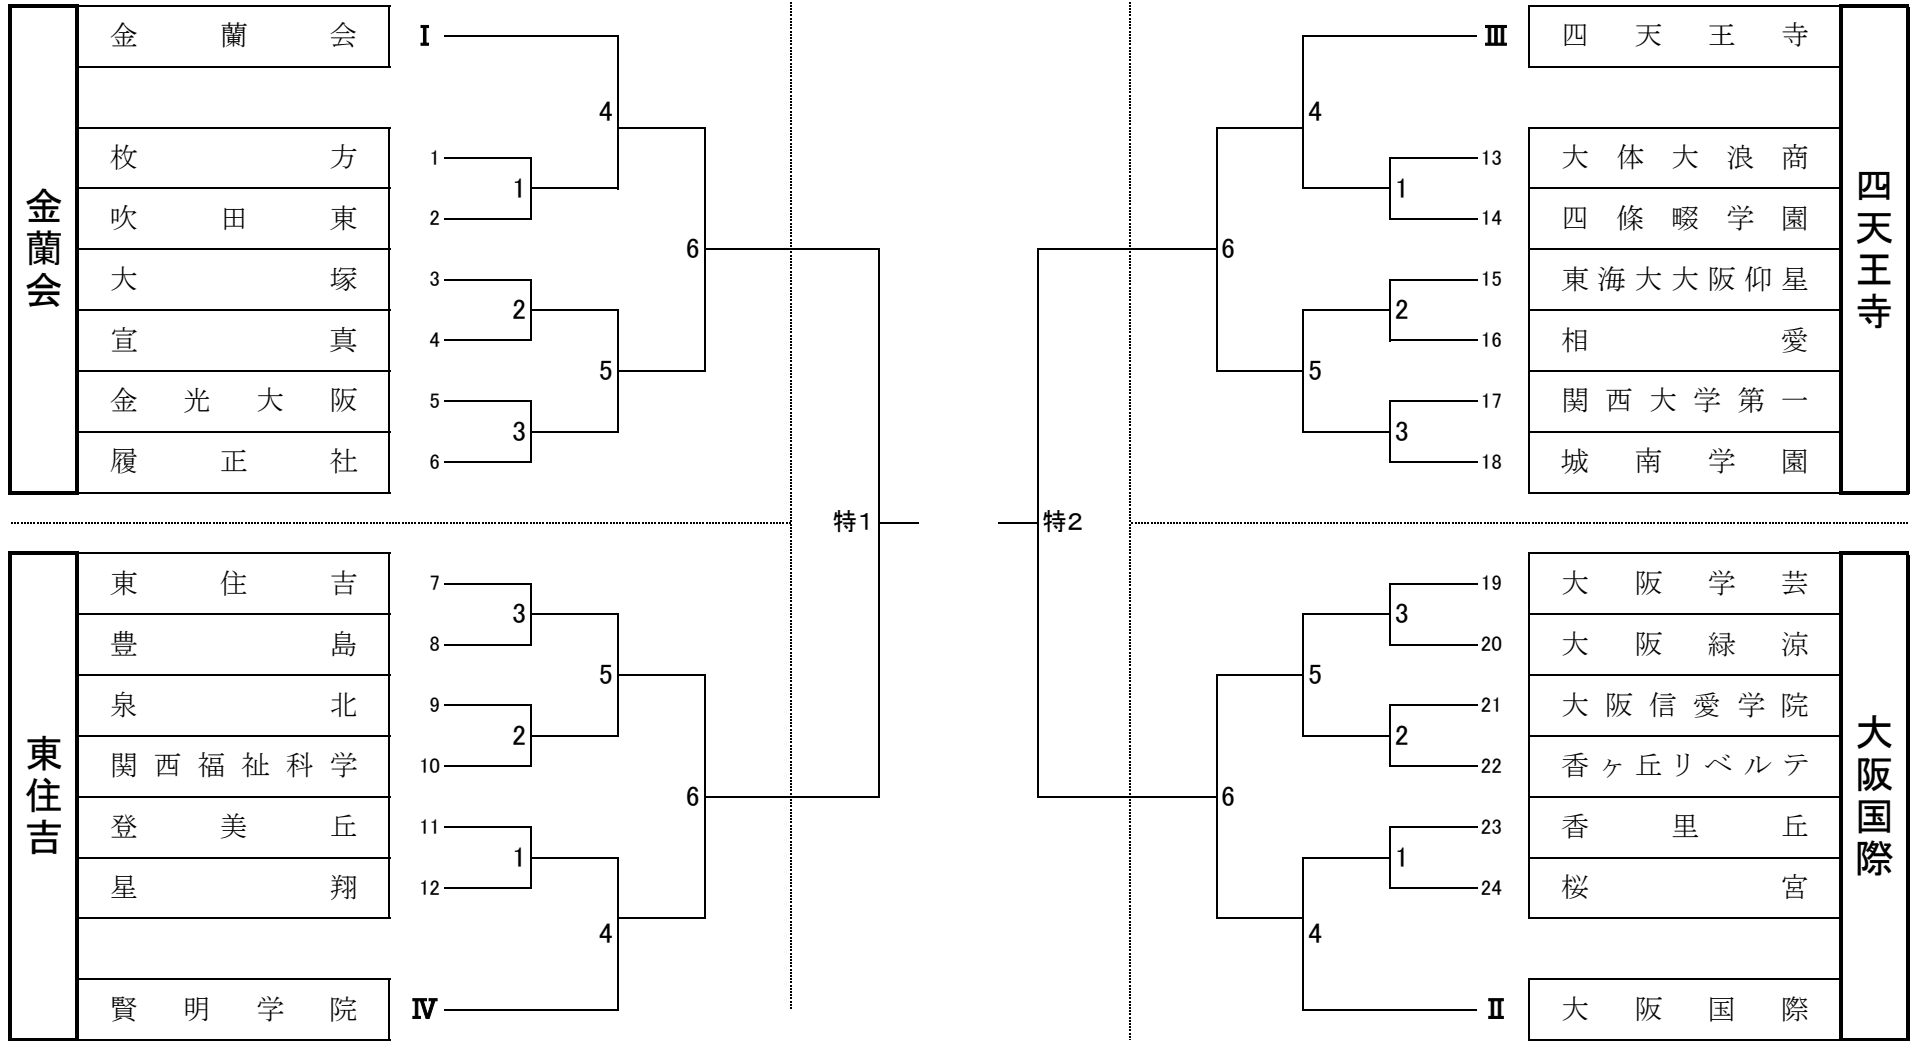 金蘭会
金蘭会 Ⅰ
枚方 1
吹田東 2
大塚 3
宣真 4
金光大阪 5
履正社 6
4
1
6
2
5
3
東住吉
東住吉 7
豊島 8
泉北 9
関西福祉科学 10
登美丘 11
星翔 12
賢明学院 Ⅳ
3
5
2
6
1
4
特1
特2
四天王寺
Ⅲ 四天王寺
13 大体大浪商
14 四條畷学園
15 東海大大阪仰星
16 相愛
17 関西大学第一
18 城南学園
4
1
6
2
5
3
大阪国際
19 大阪学芸
20 大阪緑涼
21 大阪信愛学院
22 香ヶ丘リベルテ
23 香里丘
24 桜宮
Ⅱ 大阪国際
3
5
2
6
1
4